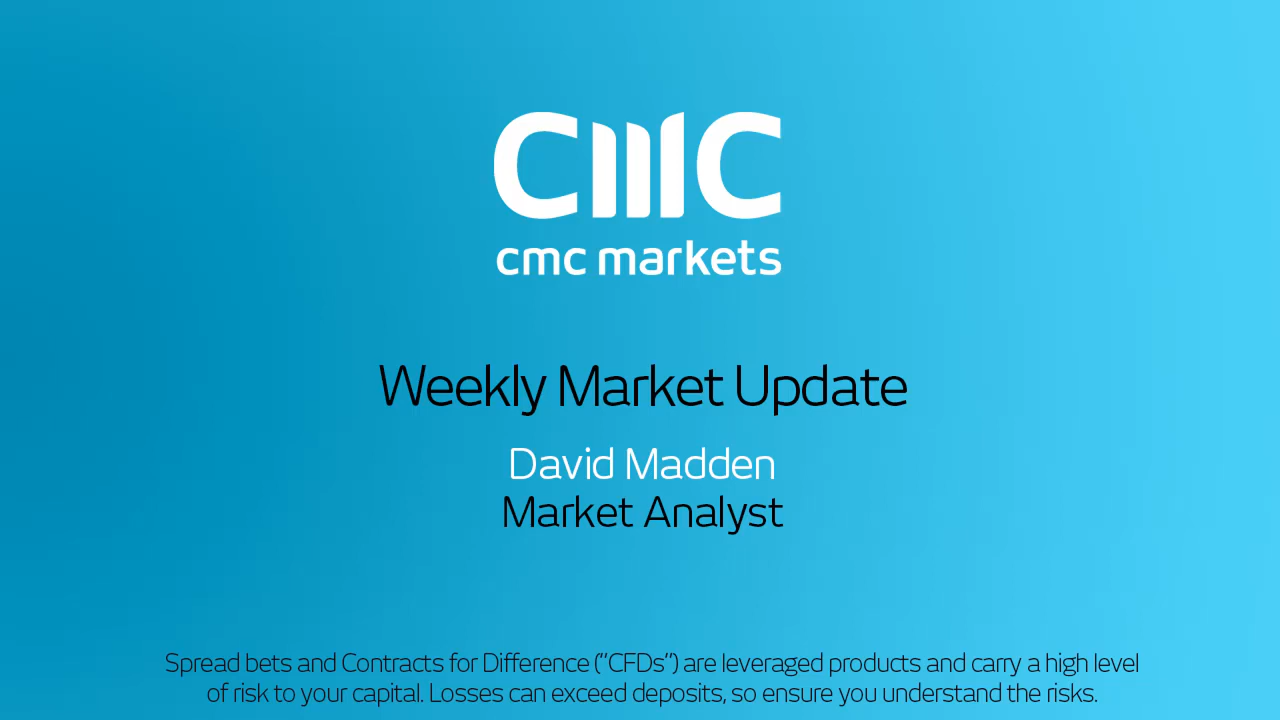 CMC
cmc markets
Weekly Market Update
David Madden
Market Analyst
Spread bets and Contracts for Difference (”CFDs”) are leveraged products and carry a high level
of risk to your capital. Losses can exceed deposits, so ensure you understand the risks.